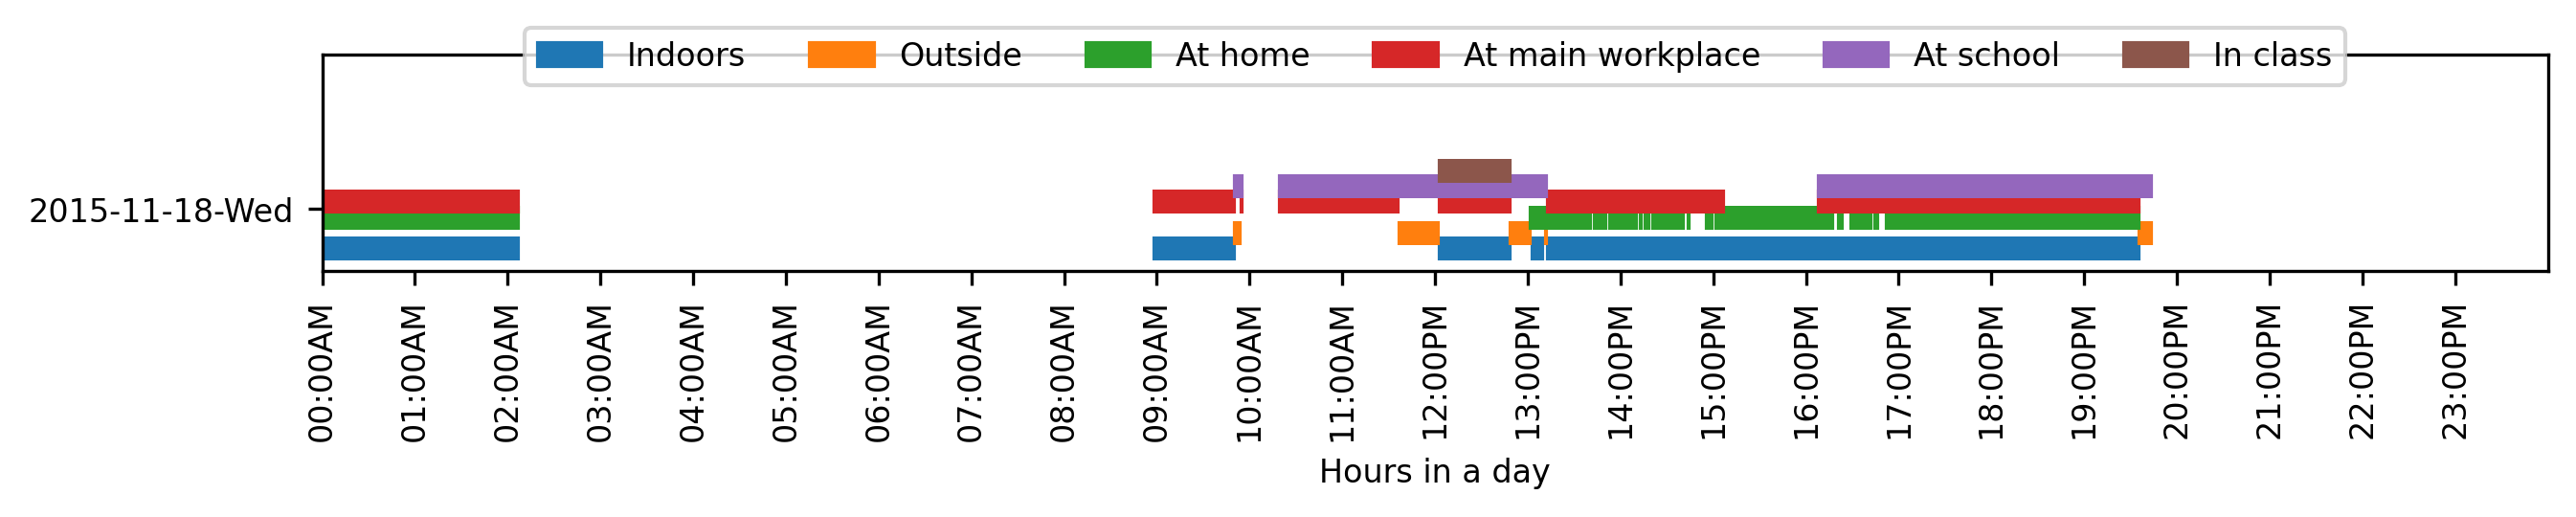 Indoors Outside At home At main workplace At school In class
2015-11-18-Wed
00:00AM 01:00AM 02:00AM 03:00AM 04:00AM 05:00AM 06:00AM 07:00AM 08:00AM 09:00AM 10:00AM 11:00AM 12:00PM 13:00PM 14:00PM 15:00PM 16:00PM 17:00PM 18:00PM 19:00PM 20:00PM 21:00PM 22:00PM 23:00PM
Hours in a day